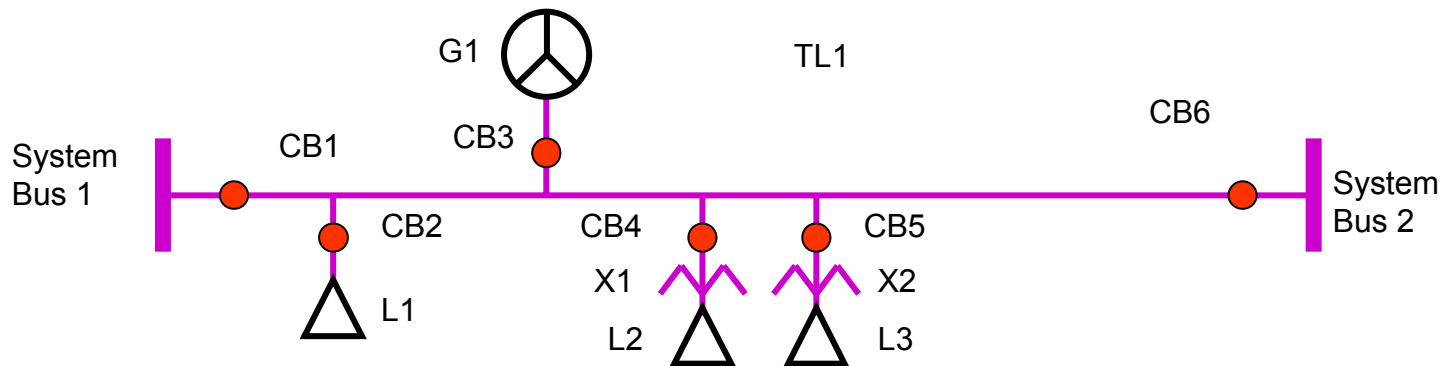 G1
TL1
CB6
CB3
CB1
System
Bus 1
System
Bus 2
CB2
CB4
CB5
X1
X2
L1
L2
L3